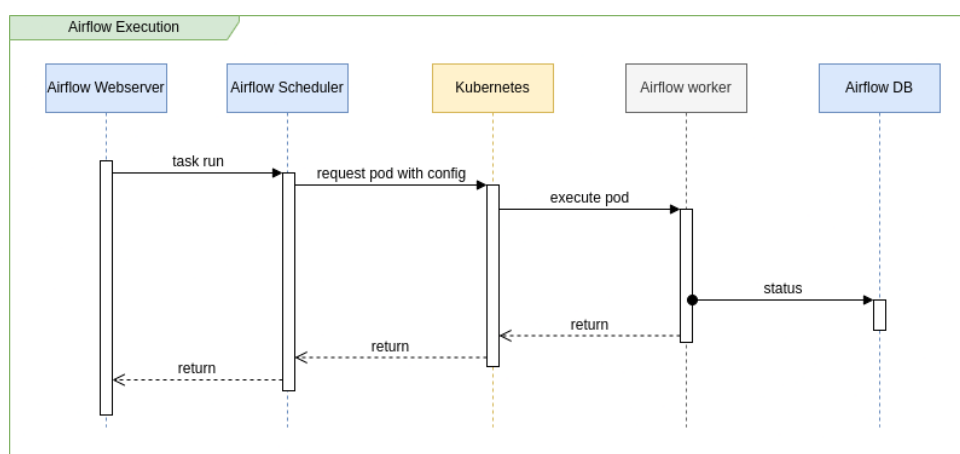 Airflow Execution
Airflow Webserver
Airflow Scheduler
Kubernetes
Airflow worker
Airflow DB
task run
request pod with config
execute pod
status
return
return
return